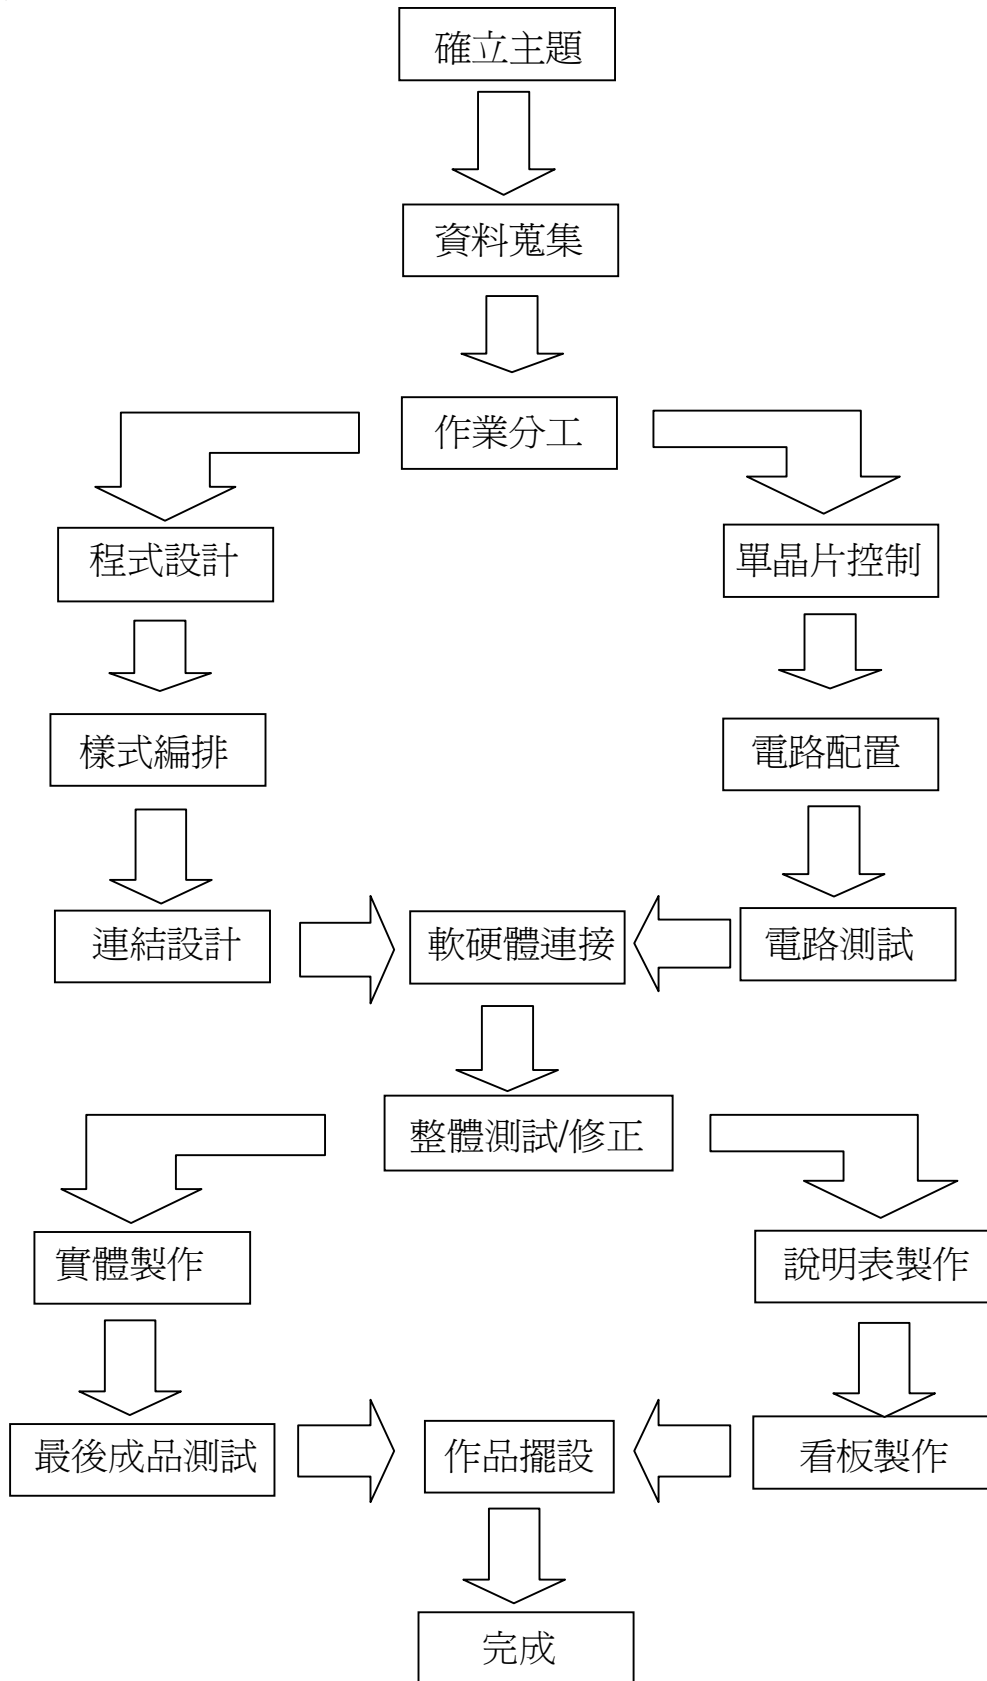 確立主題
資料蒐集
作業分工
程式設計
單晶片控制
樣式編排
電路配置
連結設計
軟硬體連接
電路測試
整體測試/修正
實體製作
說明表製作
最後成品測試
作品擺設
看板製作
完成